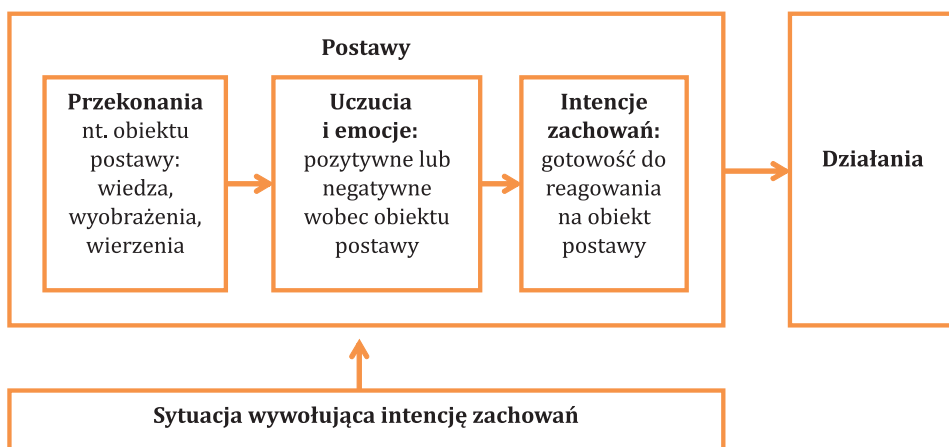 Postawy
Przekonania
nt. obiektu
postawy:
wiedza,
wyobrażenia,
wierzenia
Uczucia
i emocje:
pozytywne lub
negatywne
wobec obiektu
postawy
Intencje
zachowań:
gotowość do
reagowania
na obiekt
postawy
Działania
Sytuacja wywołująca intencję zachowań